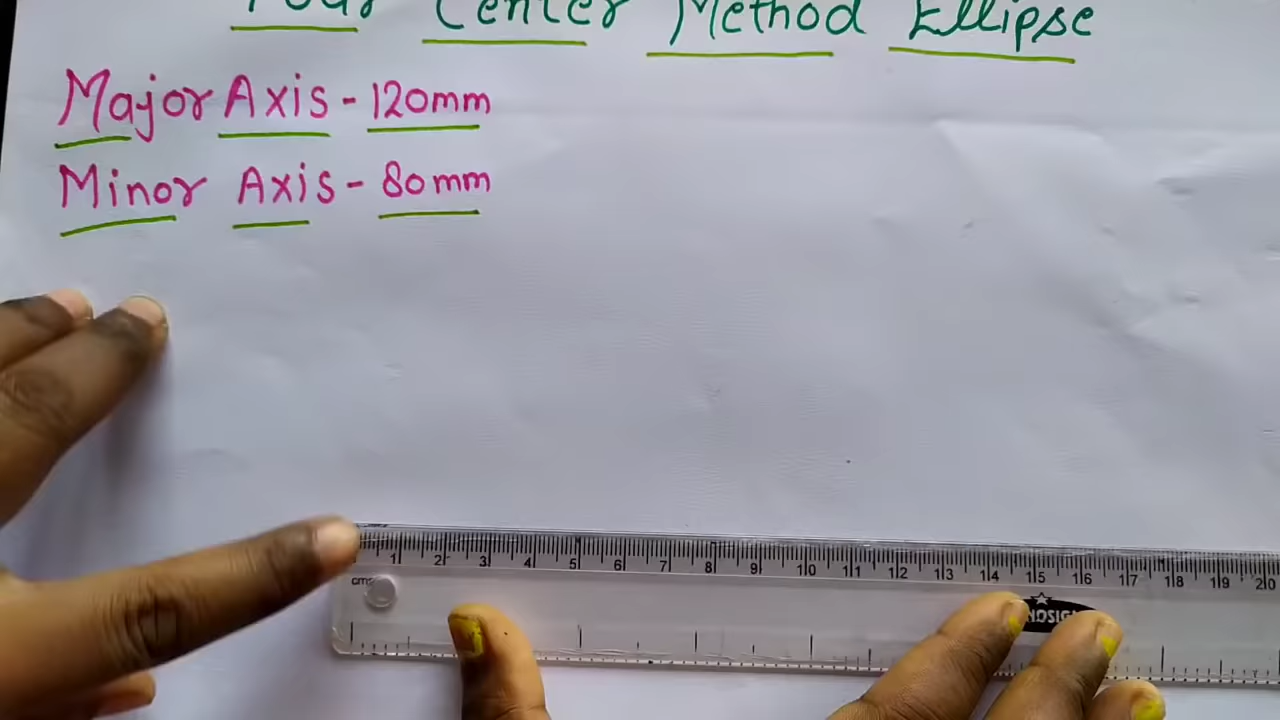 Four Center Method Ellipse
Major Axis - 120mm
Minor Axis - 80mm
1 2 3 4 5 6 7 8 9 10 11 12 13 14 15 16 17 18 19 20
cms